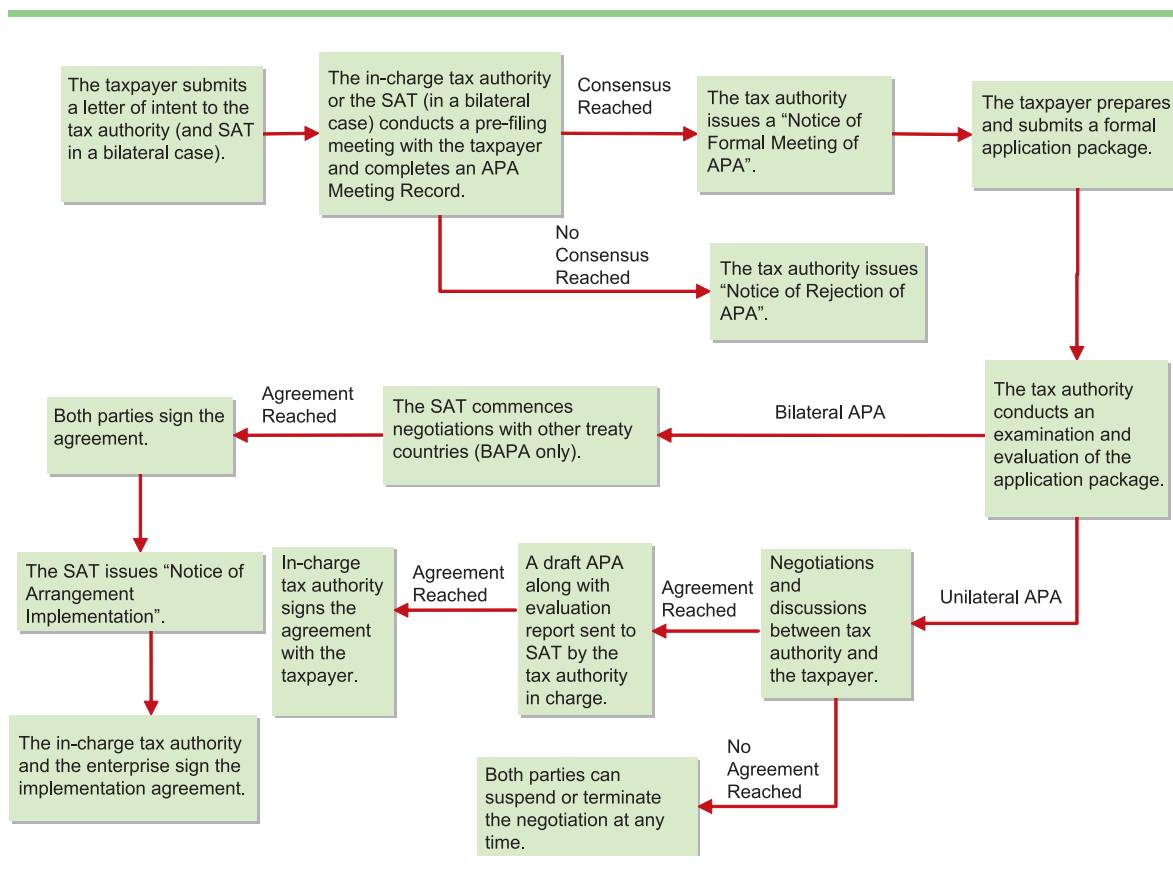 The taxpayer submits
a letter of intent to the
tax authority (and SAT
in a bilateral case).
The in-charge tax authority
or the SAT (in a bilateral
case) conducts a pre-filing
meeting with the taxpayer
and completes an APA
Meeting Record.
Consensus
Reached
The tax authority
issues a “Notice of
Formal Meeting of
APA”.
The taxpayer prepares
and submits a formal
application package.
No
Consensus
Reached
The tax authority issues
“Notice of Rejection of
APA”.
The tax authority
conducts an
examination and
evaluation of the
application package.
Bilateral APA
The SAT commences
negotiations with other treaty
countries (BAPA only).
Agreement
Reached
Both parties sign the
agreement.
The SAT issues “Notice of
Arrangement
Implementation”.
The in-charge tax authority
and the enterprise sign the
implementation agreement.
Unilateral APA
Negotiations
and
discussions
between tax
authority and
the taxpayer.
Agreement
Reached
A draft APA
along with
evaluation
report sent to
SAT by the
tax authority
in charge.
Agreement
Reached
In-charge
tax authority
signs the
agreement
with the
taxpayer.
No
Agreement
Reached
Both parties can
suspend or terminate
the negotiation at any
time.